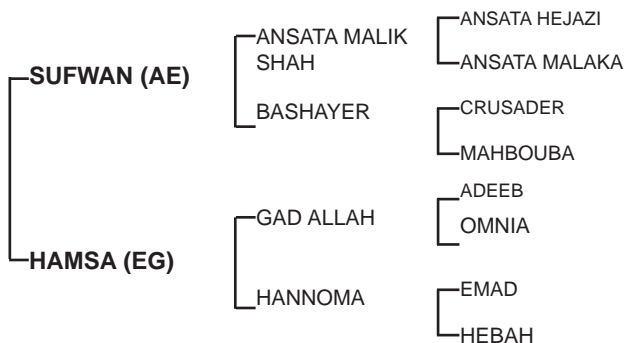 SUFWAN (AE)
HAMSA (EG)
ANSATA MALIK
SHAH
BASHAYER
GAD ALLAH
HANNOMA
ANSATA HEJAZI
ANSATA MALAKA
CRUSADER
MAHBOUBA
ADEEB
OMNIA
EMAD
HEBAH